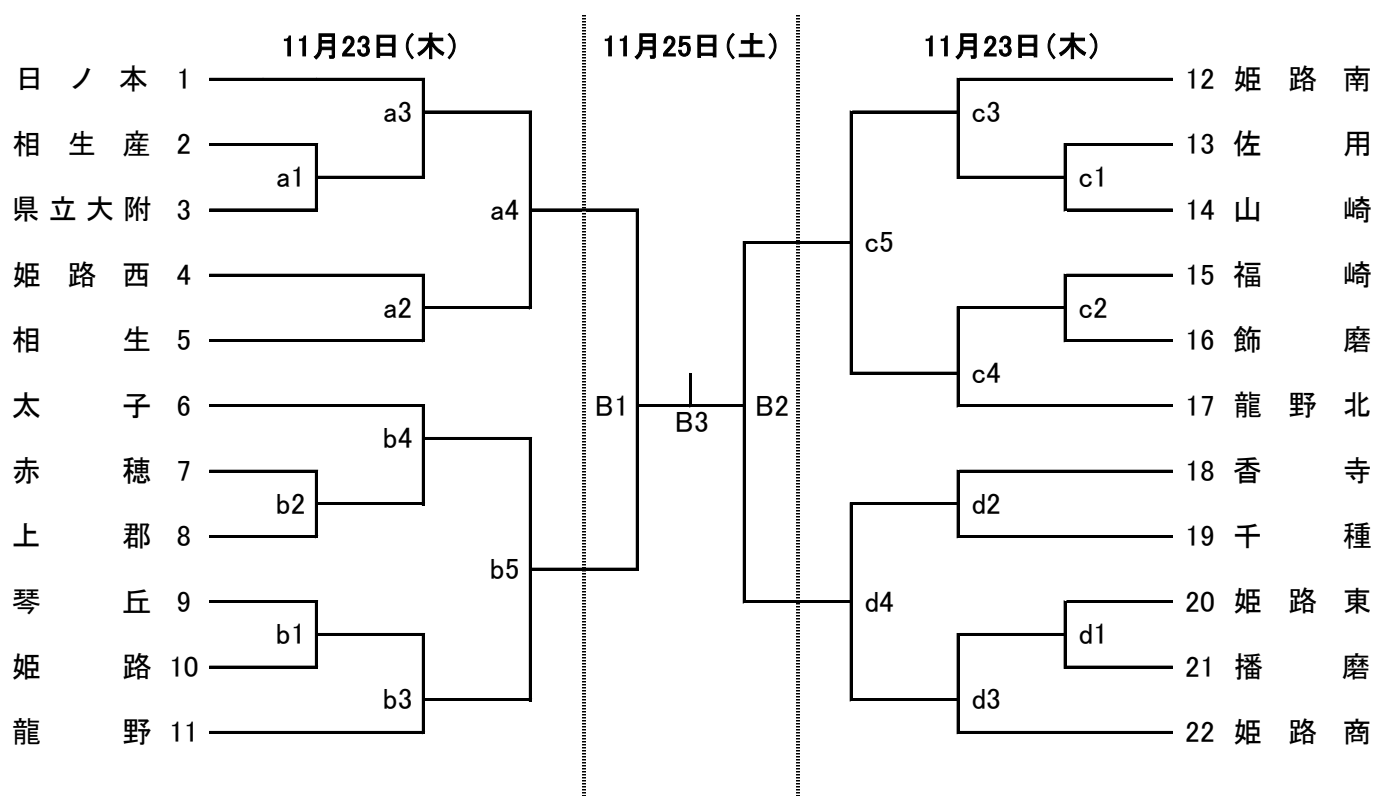 11月23日(木) 11月25日(土) 11月23日(木)
日ノ本 1
a3
相生産 2
a1
県立大附 3
a4
姫路西 4
a2
相生 5
太子 6
b4
赤穂 7
b2
上郡 8
b5
琴丘 9
b1
姫路 10
b3
龍野 11
B1
B3
B2
12 姫路南
c3
13 佐用
c1
14 山崎
c5
15 福崎
c2
16 飾磨
c4
17 龍野北
18 香寺
d2
19 千種
d4
20 姫路東
d1
21 播磨
d3
22 姫路商